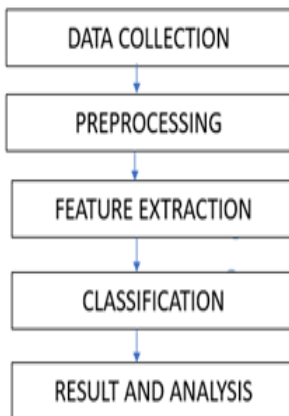 DATA COLLECTION
PREPROCESSING
FEATURE EXTRACTION
CLASSIFICATION
RESULT AND ANALYSIS